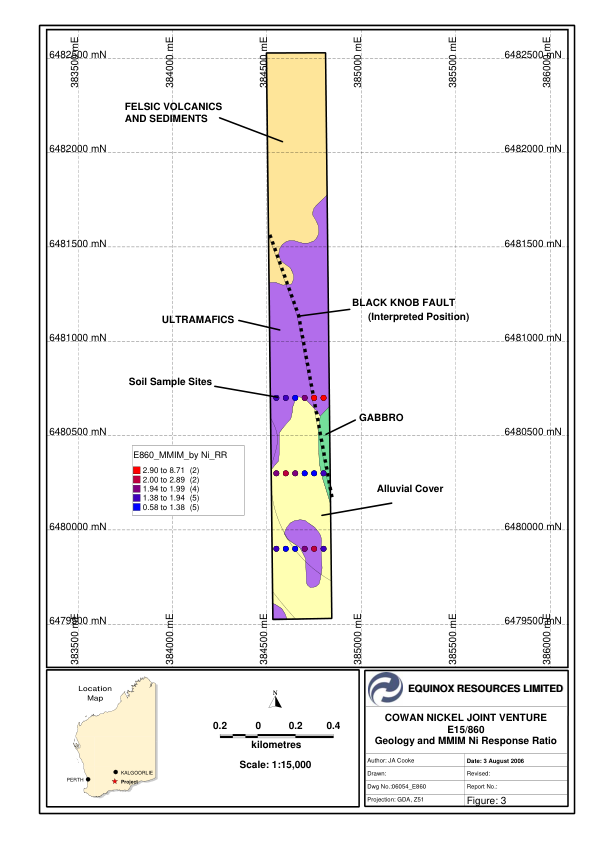 383500 mE
384000 mE
384500 mE
385000 mE
385500 mE
386000 mE
6482500 mN
6482500 mN
FELSIC VOLCANICS
AND SEDIMENTS
6482000 mN
6482000 mN
6481500 mN
6481500 mN
BLACK KNOB FAULT
(Interpreted Position)
ULTRAMAFICS
6481000 mN
6481000 mN
Soil Sample Sites
GABBRO
6480500 mN
6480500 mN
E860_MMIM_by Ni_RR
2.90 to 8.71 (2)
2.00 to 2.89 (2)
1.94 to 1.99 (4)
1.38 to 1.94 (5)
0.58 to 1.38 (5)
Alluvial Cover
6480000 mN
6480000 mN
6479500 mN
6479500 mN
383500 mE
384000 mE
384500 mE
385000 mE
385500 mE
386000 mE
Location
Map
PERTH
KALGOORLIE
Project
N
0.2 0 0.2 0.4
kilometres
Scale: 1:15,000
EQUINOX RESOURCES LIMITED
COWAN NICKEL JOINT VENTURE
E15/860
Geology and MMIM Ni Response Ratio
Author: JA Cooke
Date: 3 August 2006
Drawn:
Revised:
Dwg No.:06054_E860
Report No.:
Projection: GDA, Z51
Figure: 3